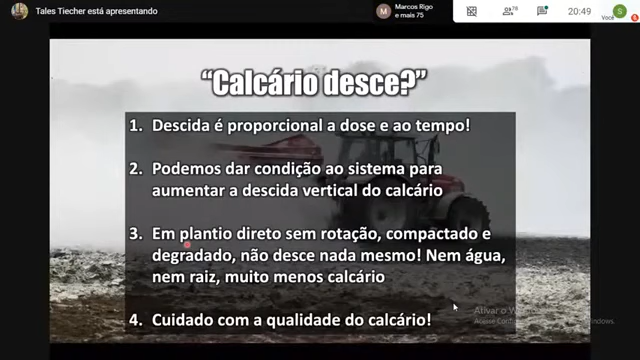 Tales Tiecher está apresentando
Marcos Rigo
e mais 75
M
78
20:49
Você
S
"Calcário desce?"
1. Descida é proporcional a dose e ao tempo!
2. Podemos dar condição ao sistema para
aumentar a descida vertical do calcário
3. Em plantio direto sem rotação, compactado e
degradado, não desce nada mesmo! Nem água,
nem raiz, muito menos calcário
4. Cuidado com a qualidade do calcário!
Ativar o